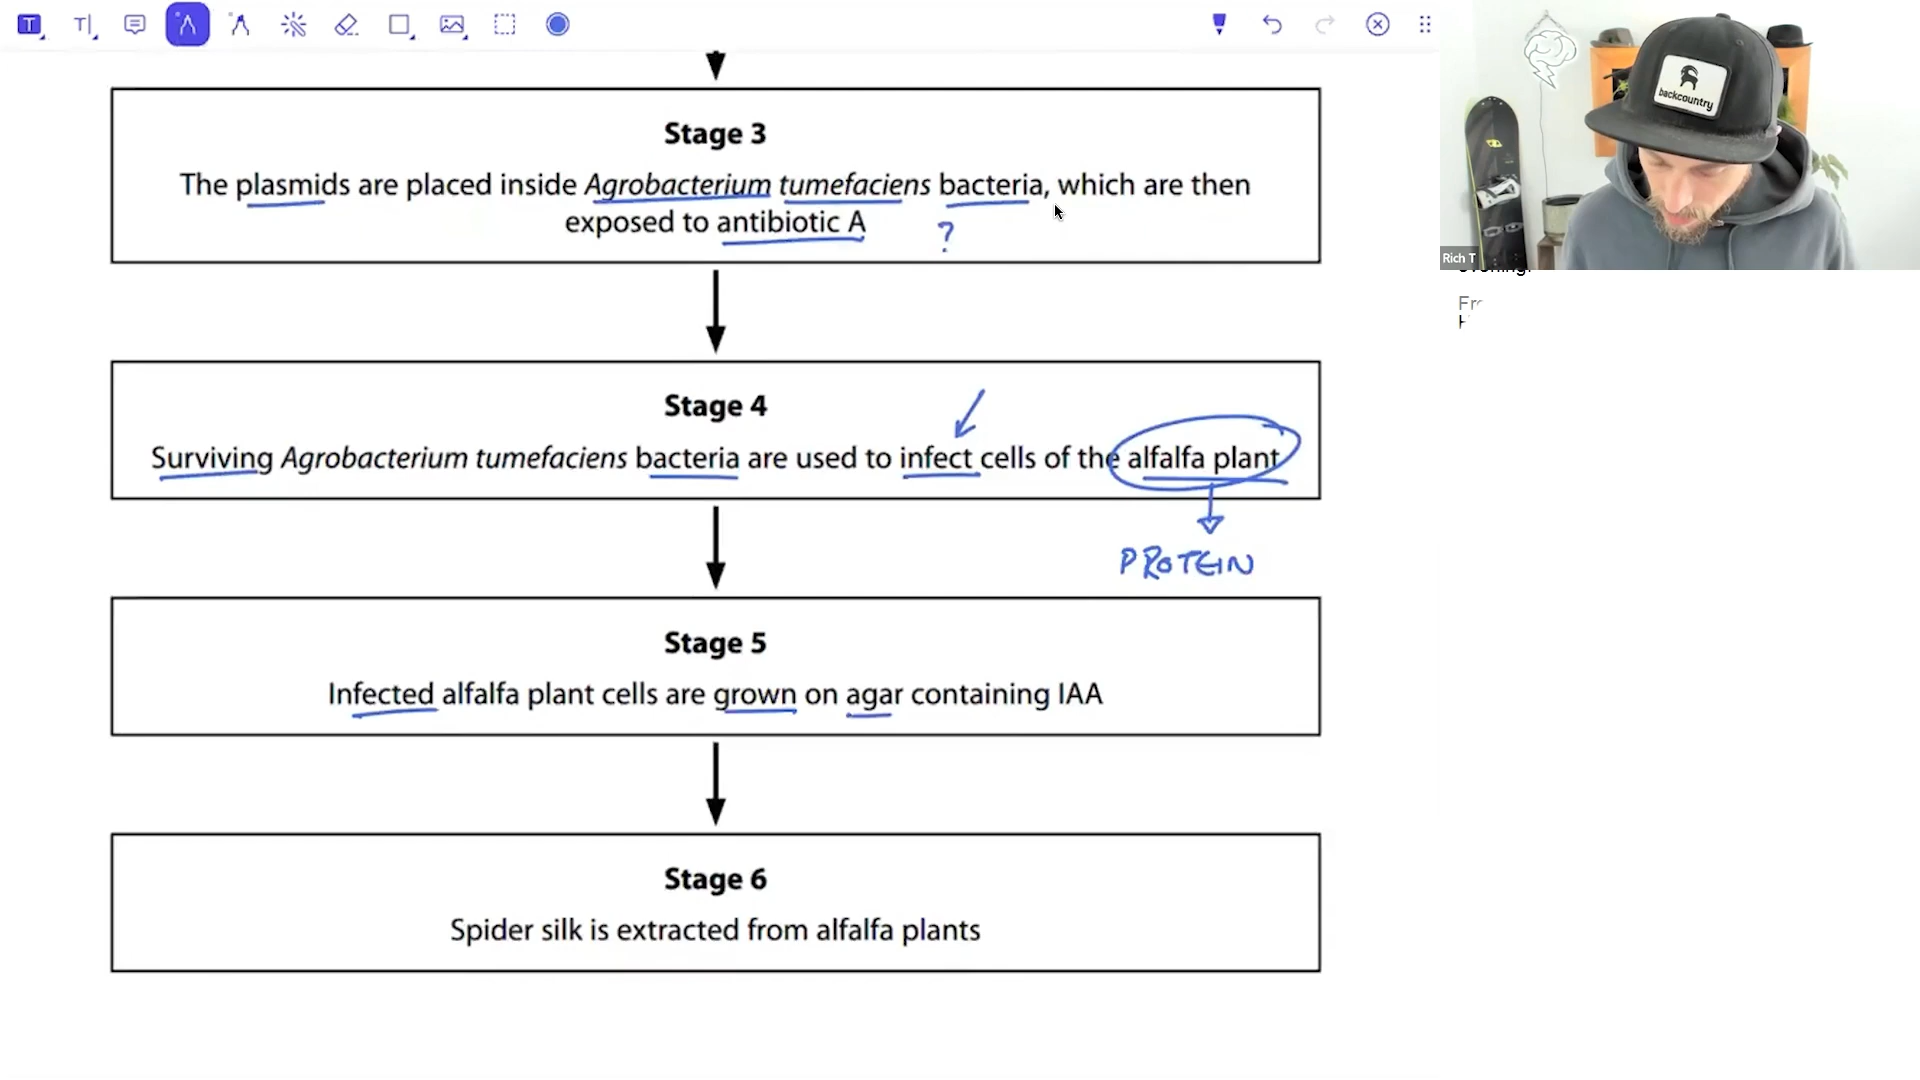 backcountry
Rich T
Stage 3
The plasmids are placed inside Agrobacterium tumefaciens bacteria, which are then
exposed to antibiotic A
?
Stage 4
Surviving Agrobacterium tumefaciens bacteria are used to infect cells of the alfalfa plant
PROTEIN
Stage 5
Infected alfalfa plant cells are grown on agar containing IAA
Stage 6
Spider silk is extracted from alfalfa plants